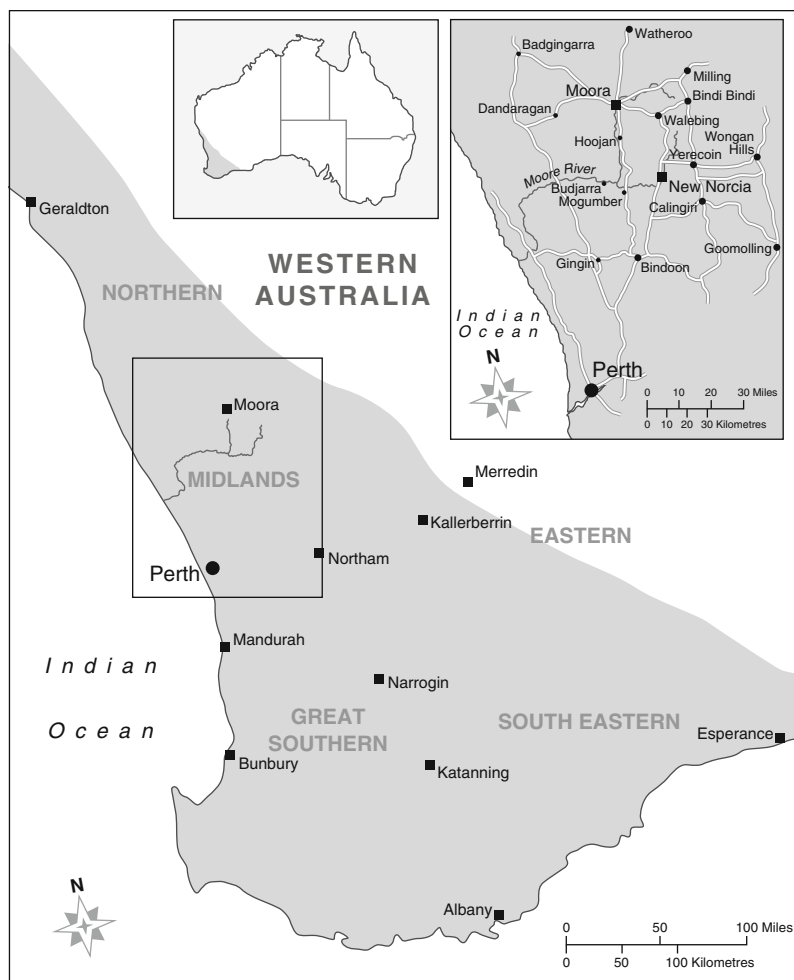 Geraldton
NORTHERN
WESTERN
AUSTRALIA
Moora
MIDLANDS
Merredin
Kallerberrin
EASTERN
Northam
Perth
Mandurah
Indian
Ocean
Narrogin
GREAT
SOUTHERN
SOUTH EASTERN
Esperance
Bunbury
Katanning
Albany
N
0 50 100 Miles
0 50 100 Kilometres
Watheroo
Badgingarra
Milling
Moora
Bindi Bindi
Dandaragan
Walebing
Hoojan
Wongan
Hills
Yerecoin
Moore River
New Norcia
Budjarra
Mogumber
Calingiri
Goomolling
Gingin
Bindoon
Indian
Ocean
N
Perth
0 10 20 30 Miles
0 10 20 30 Kilometres